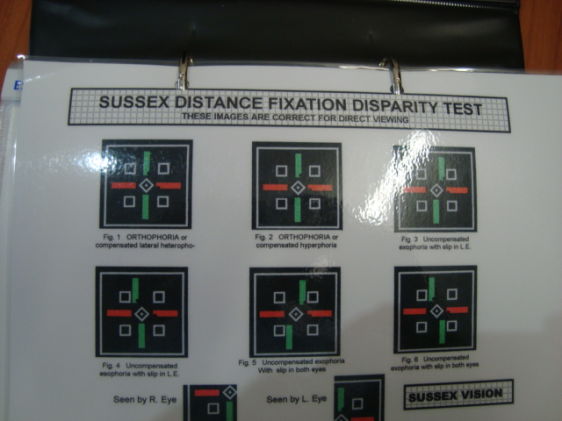 SUSSEX DISTANCE FIXATION DISPARITY TEST
THESE IMAGES ARE CORRECT FOR DIRECT VIEWING
Fig. 1 ORTHOPHORIA or
compensated lateral heteropho-
Fig. 2 ORTHOPHORIA or
compensated hyperphoria
Fig. 3 Uncompensated
exophoria with slip in L.E.
Fig. 4 Uncompensated
esophoria with slip in L.E.
Fig. 5 Uncompensated exophoria
With slip in both eyes
Fig. 6 Uncompensated
exophoria with slip in both eyes
Seen by R. Eye
Seen by L. Eye
SUSSEX VISION